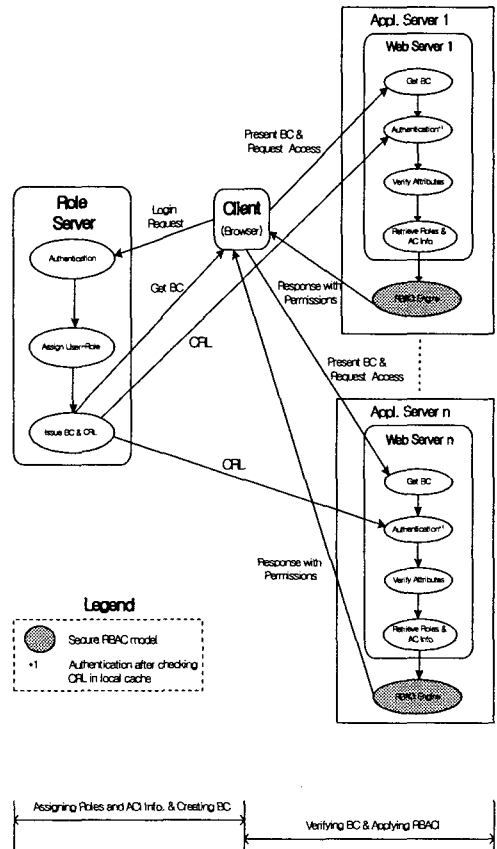 Appl. Server 1
Web Server 1
Get BC
Authentication*1
Verify Attributes
Retrieve Roles &
AC Info.
RBAC Engine
Present BC &
Request Access
Role
Server
Authentication
Assign User-Role
Issue BC & CRL
Login
Request
Client
(Browser)
Get BC
CRL
Response with
Permissions
Present BC &
Request Access
Appl. Server n
Web Server n
Get BC
Authentication*1
Verify Attributes
Retrieve Roles &
AC Info.
RBAC Engine
CRL
Response with
Permissions
Legend
Secure RBAC model
*1 Authentication after checking
CRL in local cache
Assigning Roles and ACI Info. & Creating BC
Verifying BC & Applying RBAC